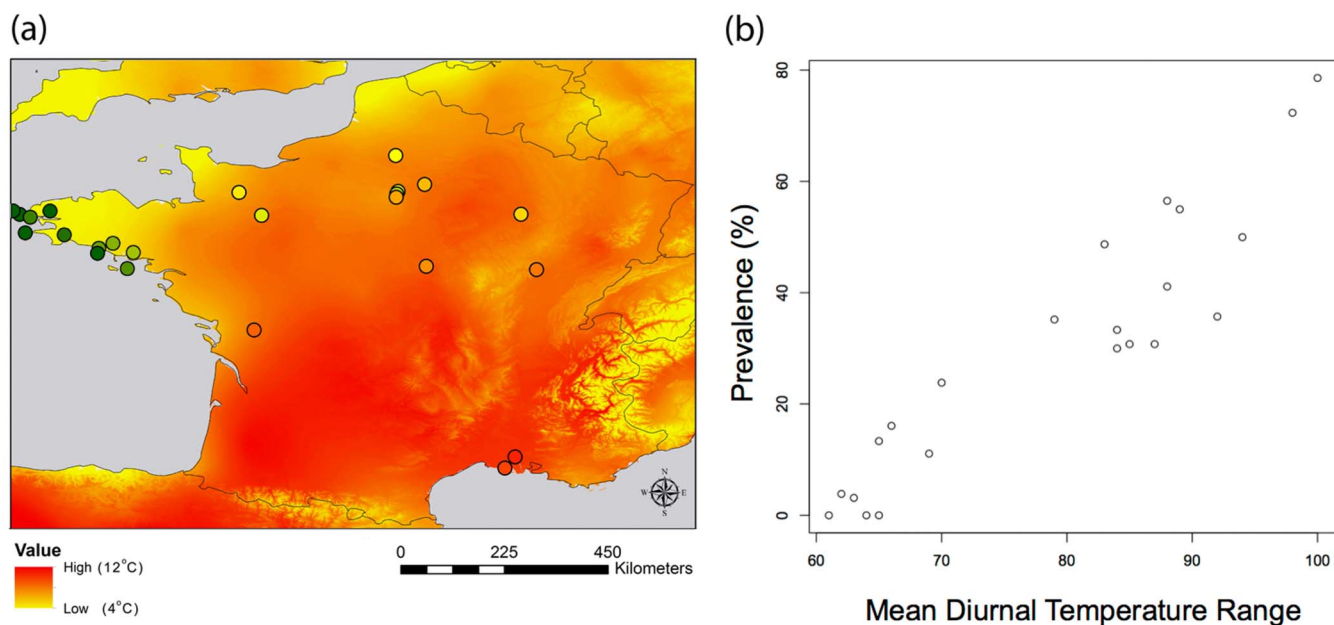 (a)
N
W E
S
Value
High (12°C)
Low (4°C)
0 225 450
Kilometers
(b)
Prevalence (%)
80
60
40
20
0
60 70 80 90 100
Mean Diurnal Temperature Range